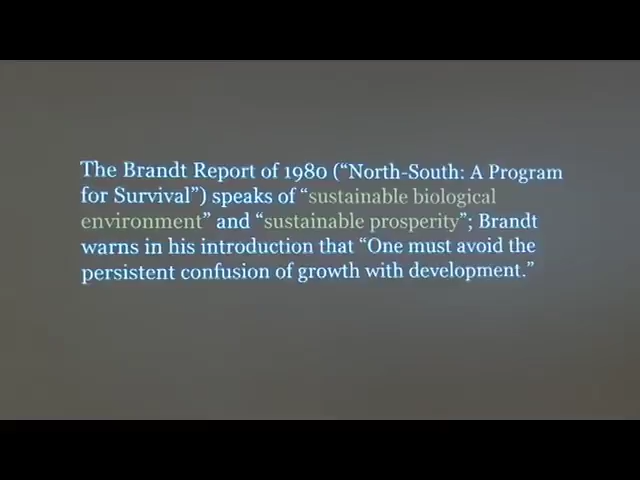 The Brandt Report of 1980 (“North-South: A Program
for Survival”) speaks of “sustainable biological
environment” and “sustainable prosperity”; Brandt
warns in his introduction that “One must avoid the
persistent confusion of growth with development.”